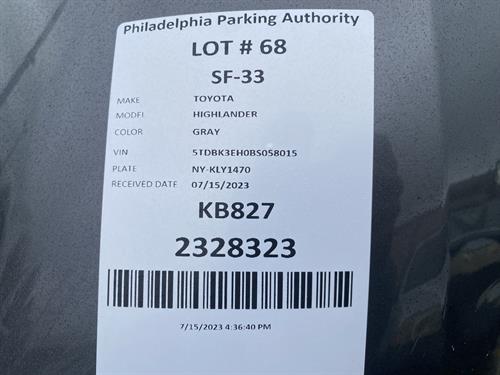 Philadelphia Parking Authority
LOT # 68
SF-33
MAKE TOYOTA
MODEL HIGHLANDER
COLOR GRAY
VIN 5TDBK3EH0BS058015
PLATE NY-KLY1470
RECEIVED DATE 07/15/2023
KB827
2328323
7/15/2023 4:36:40 PM